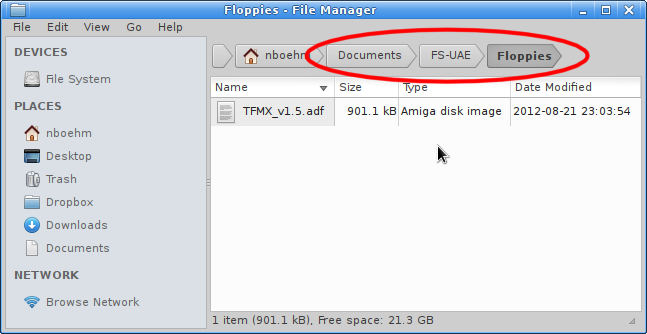 Floppies - File Manager
File Edit View Go Help
DEVICES
File System
PLACES
nboehm
Desktop
Trash
Dropbox
Downloads
Documents
NETWORK
Browse Network
nboehm Documents FS-UAE Floppies
Name Size Type Date Modified
TFMX_v1.5.adf 901.1 kB Amiga disk image 2012-08-21 23:03:54
1 item (901.1 kB), Free space: 21.3 GB